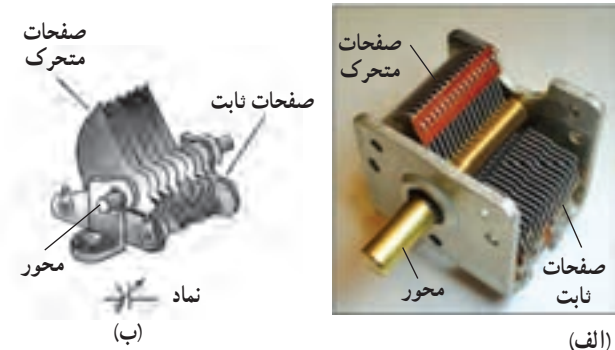 صفحات
متحرک
صفحات ثابت
محور
نماد
(ب)
صفحات
متحرک
محور
صفحات
ثابت
(الف)